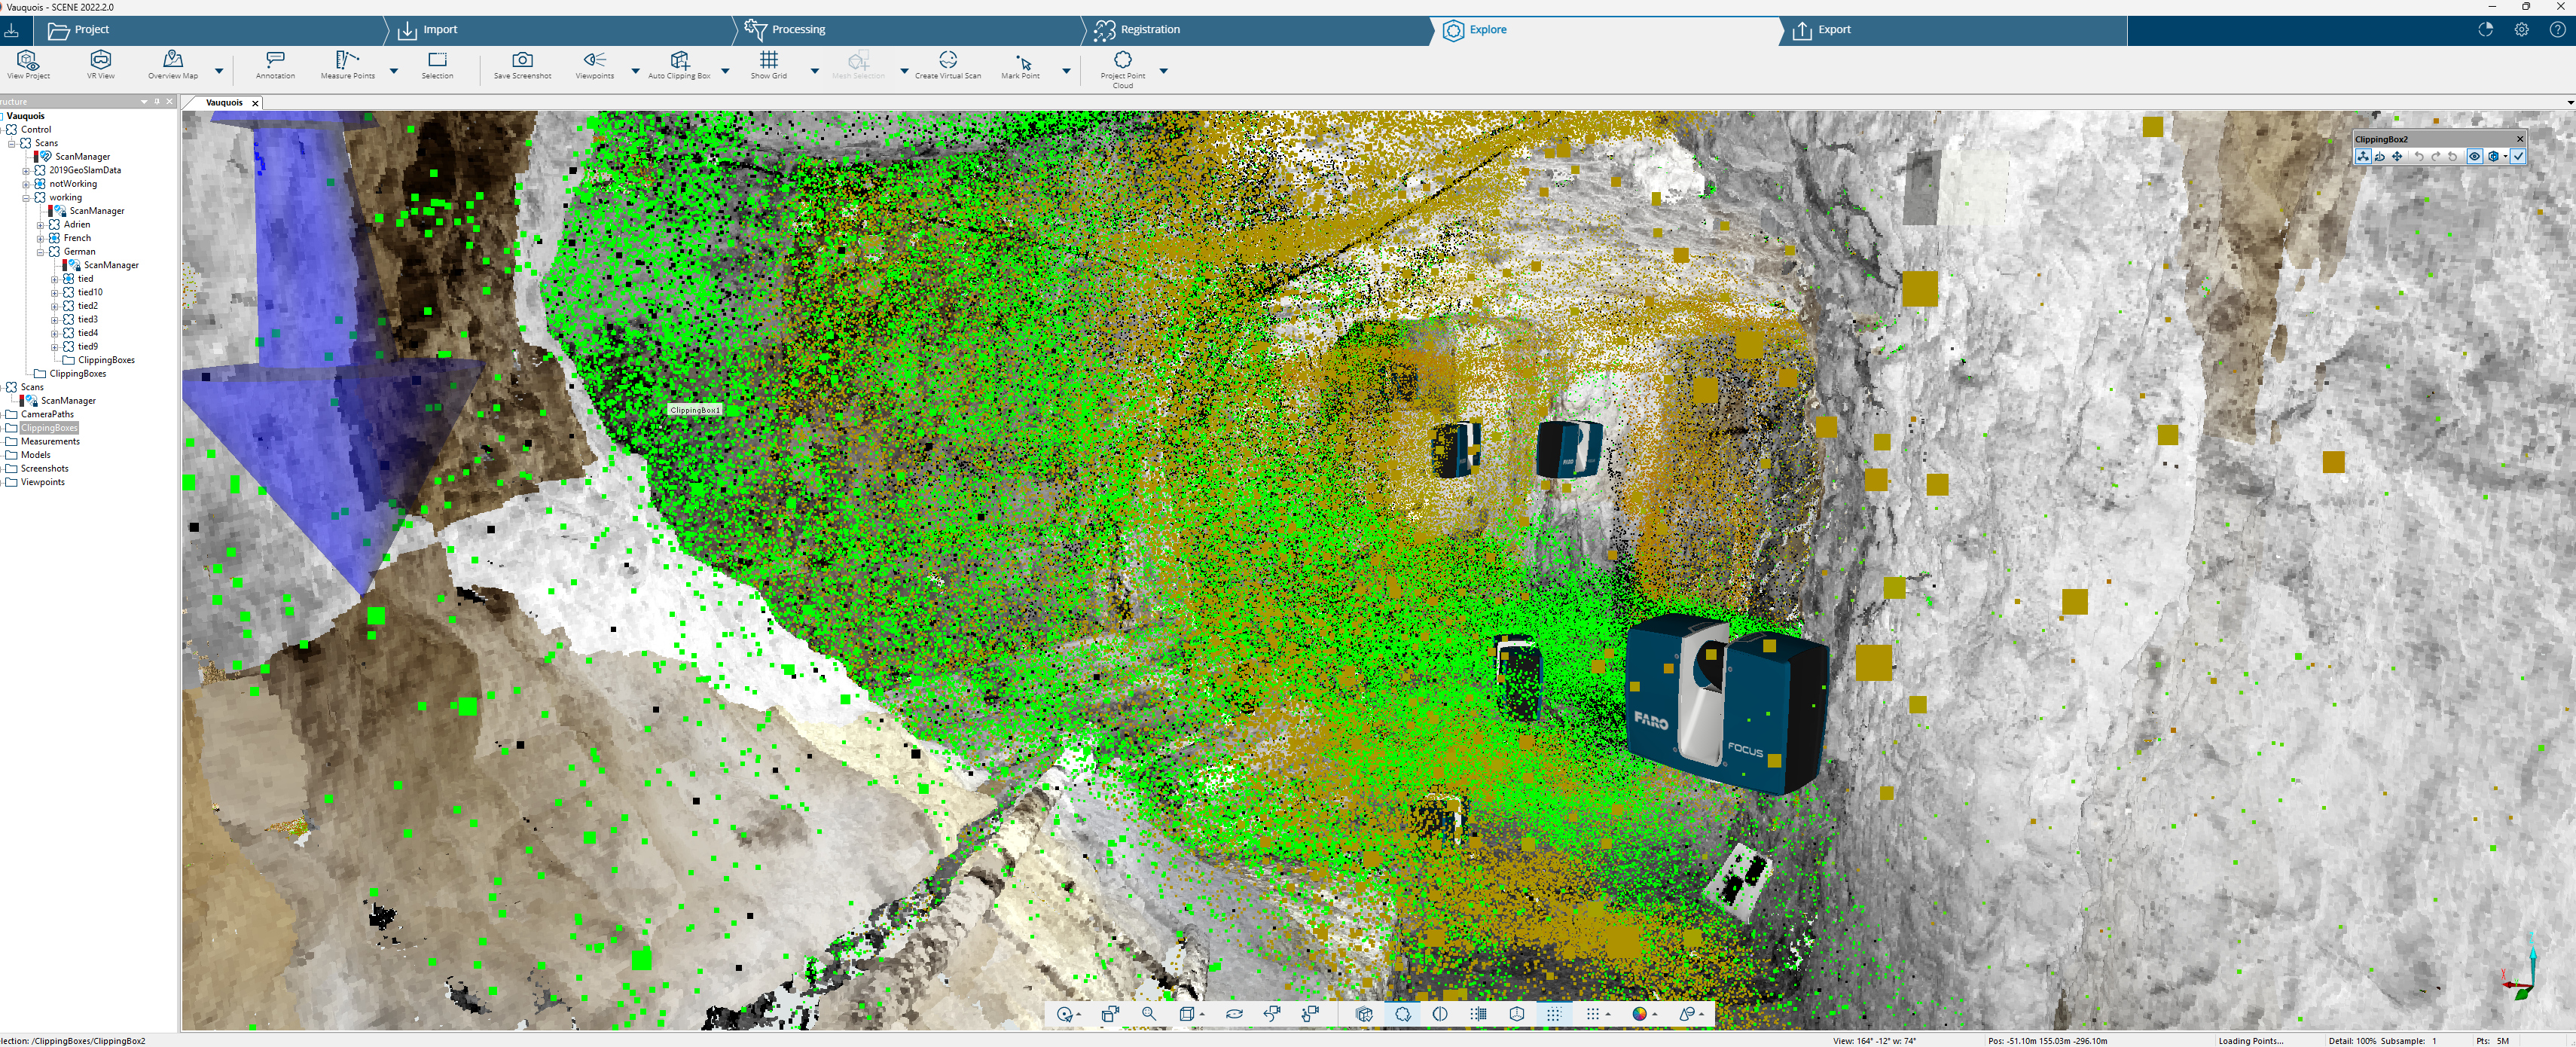 Vauquois - SCENE 2022.2.0
Project
Import
Processing
Registration
Explore
Export
View Project
VR View
Overview Map
Annotation
Measure Points
Selection
Save Screenshot
Viewpoints
Auto Clipping Box
Show Grid
Mesh Selection
Create Virtual Scan
Mark Point
Project Point
Cloud
ructure
Vauquois
Vauquois
Control
Scans
ScanManager
2019GeoSlamData
notWorking
working
ScanManager
Adrien
French
German
ScanManager
tied
tied10
tied2
tied3
tied4
tied9
ClippingBoxes
ClippingBoxes
Scans
ScanManager
CameraPaths
ClippingBoxes
Measurements
Models
Screenshots
Viewpoints
ClippingBox2
ClippingBox1
FARO
FOCUS
lection: /ClippingBoxes/ClippingBox2
View: 164° -12° w: 74°
Pos: -51.10m 155.03m -296.10m
Loading Points...
Detail: 100% Subsample: 1
Pts: 5M